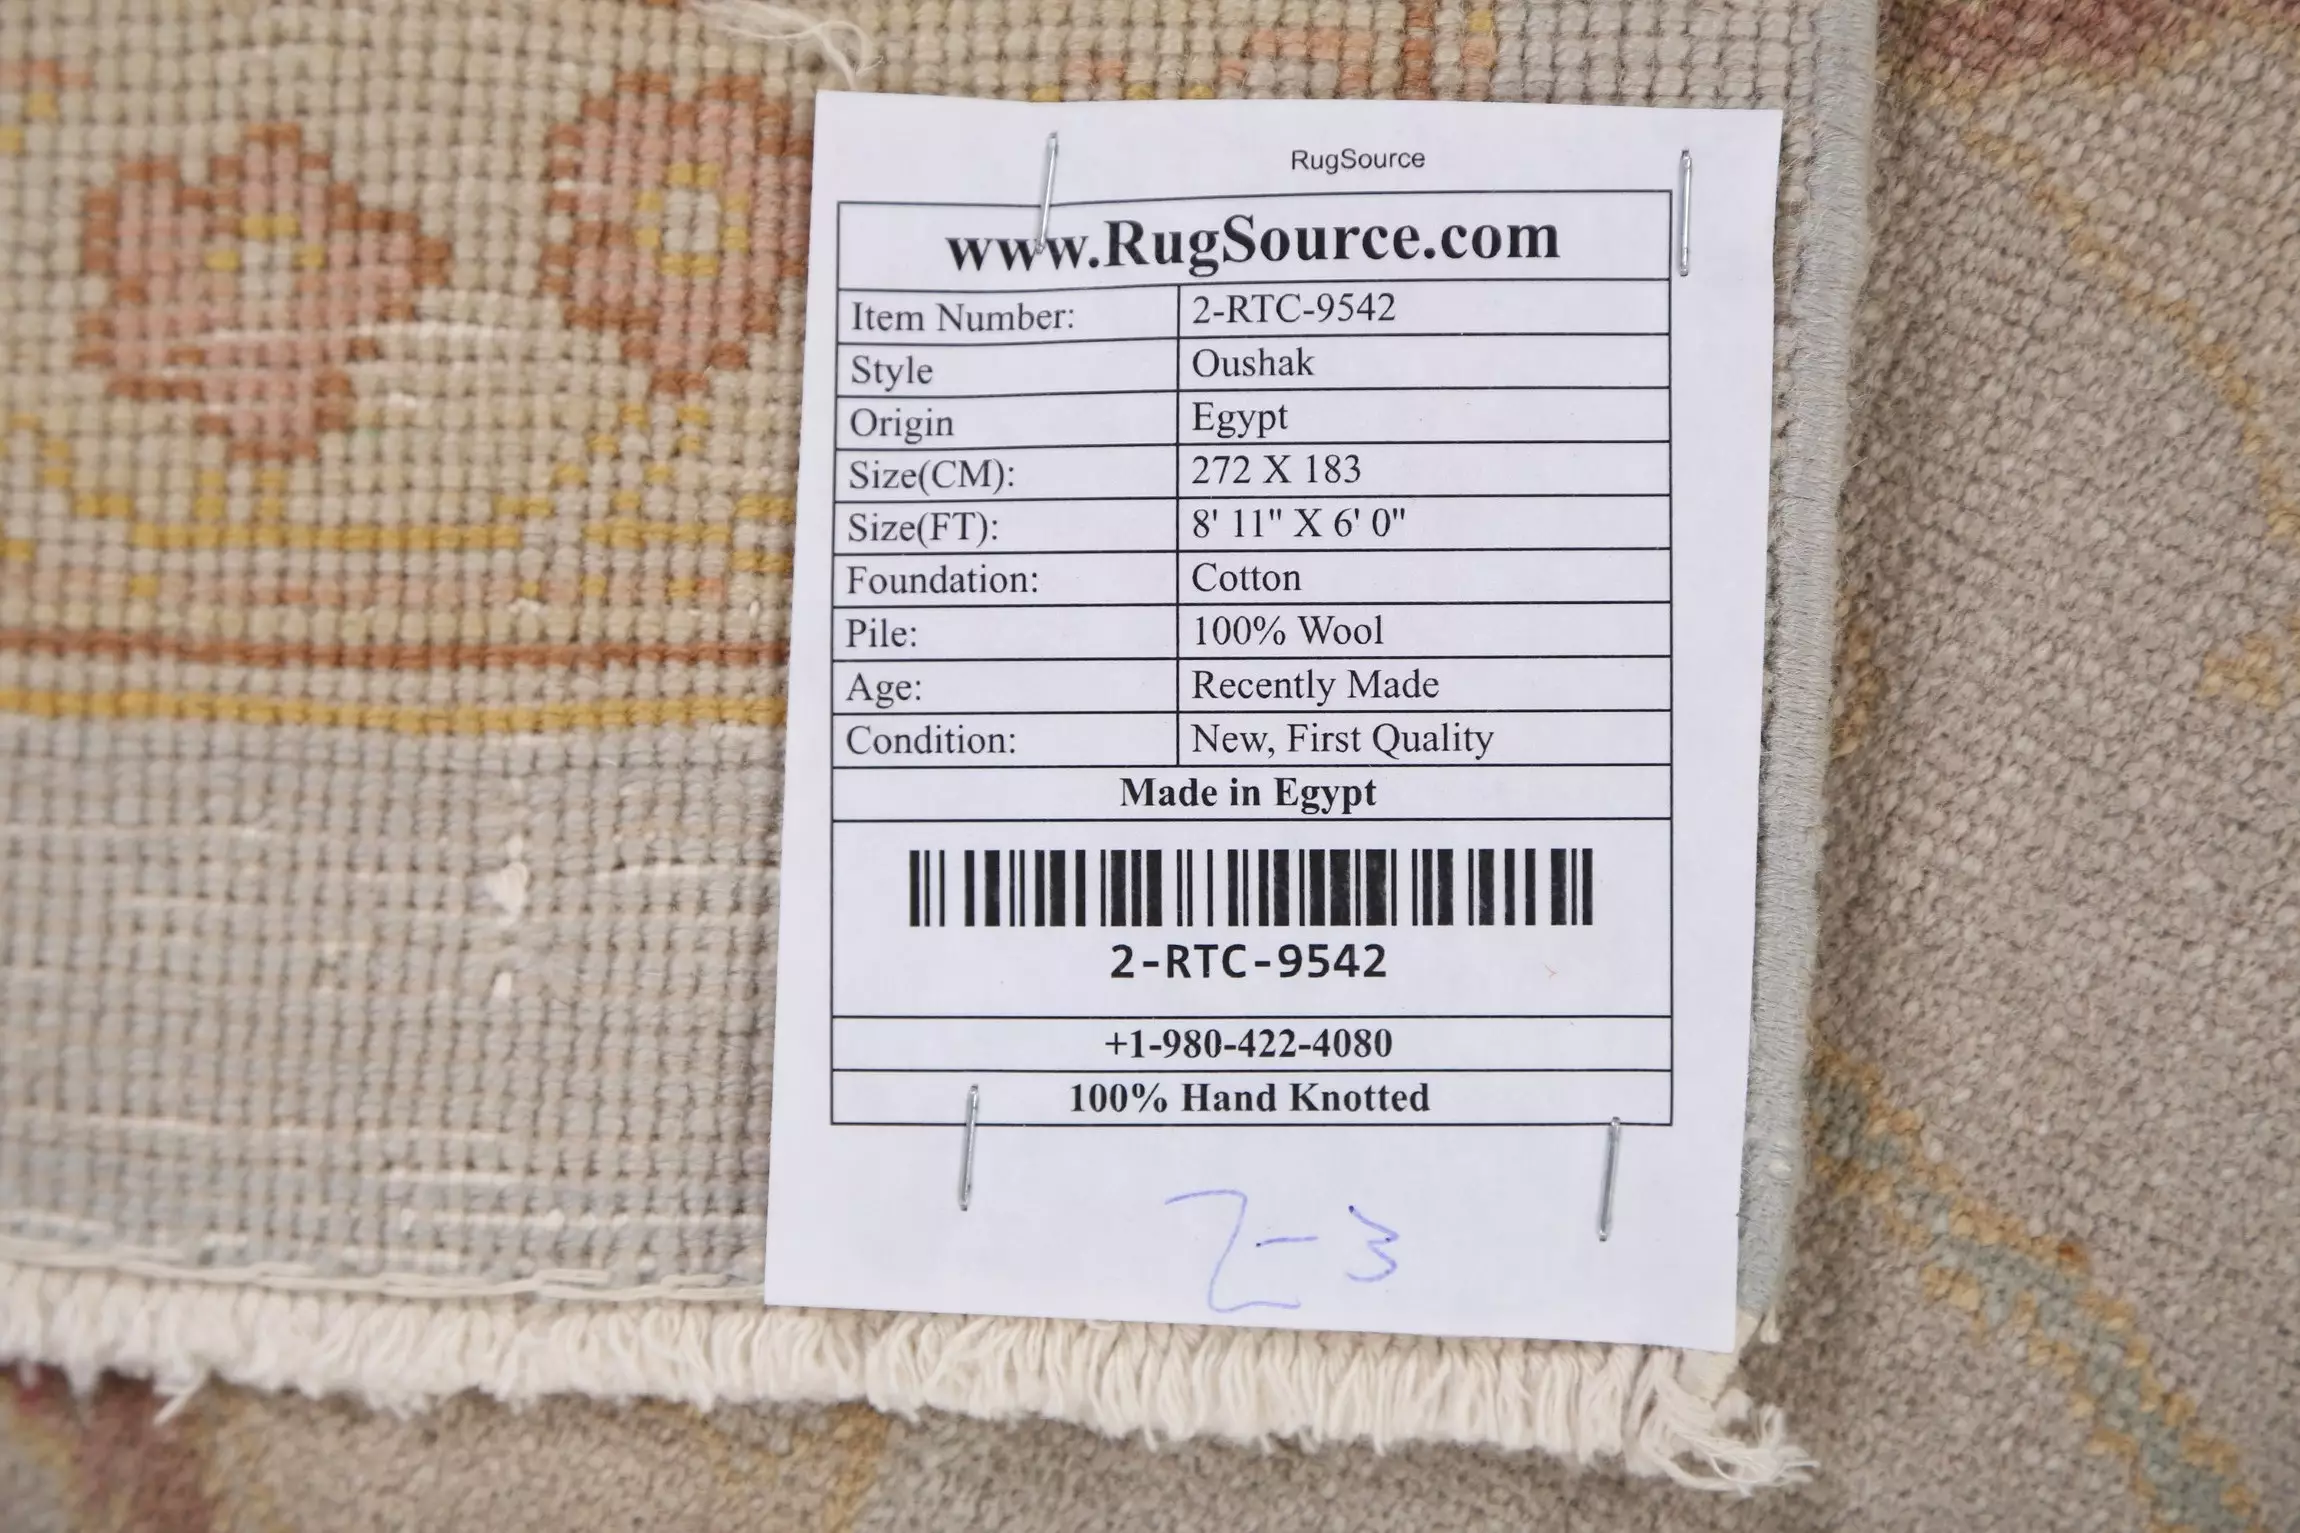 RugSource
www.RugSource.com
Item Number: 2-RTC-9542
Style Oushak
Origin Egypt
Size(CM): 272 X 183
Size(FT): 8' 11" X 6' 0"
Foundation: Cotton
Pile: 100% Wool
Age: Recently Made
Condition: New, First Quality
Made in Egypt
2-RTC-9542
+1-980-422-4080
100% Hand Knotted
Z-3